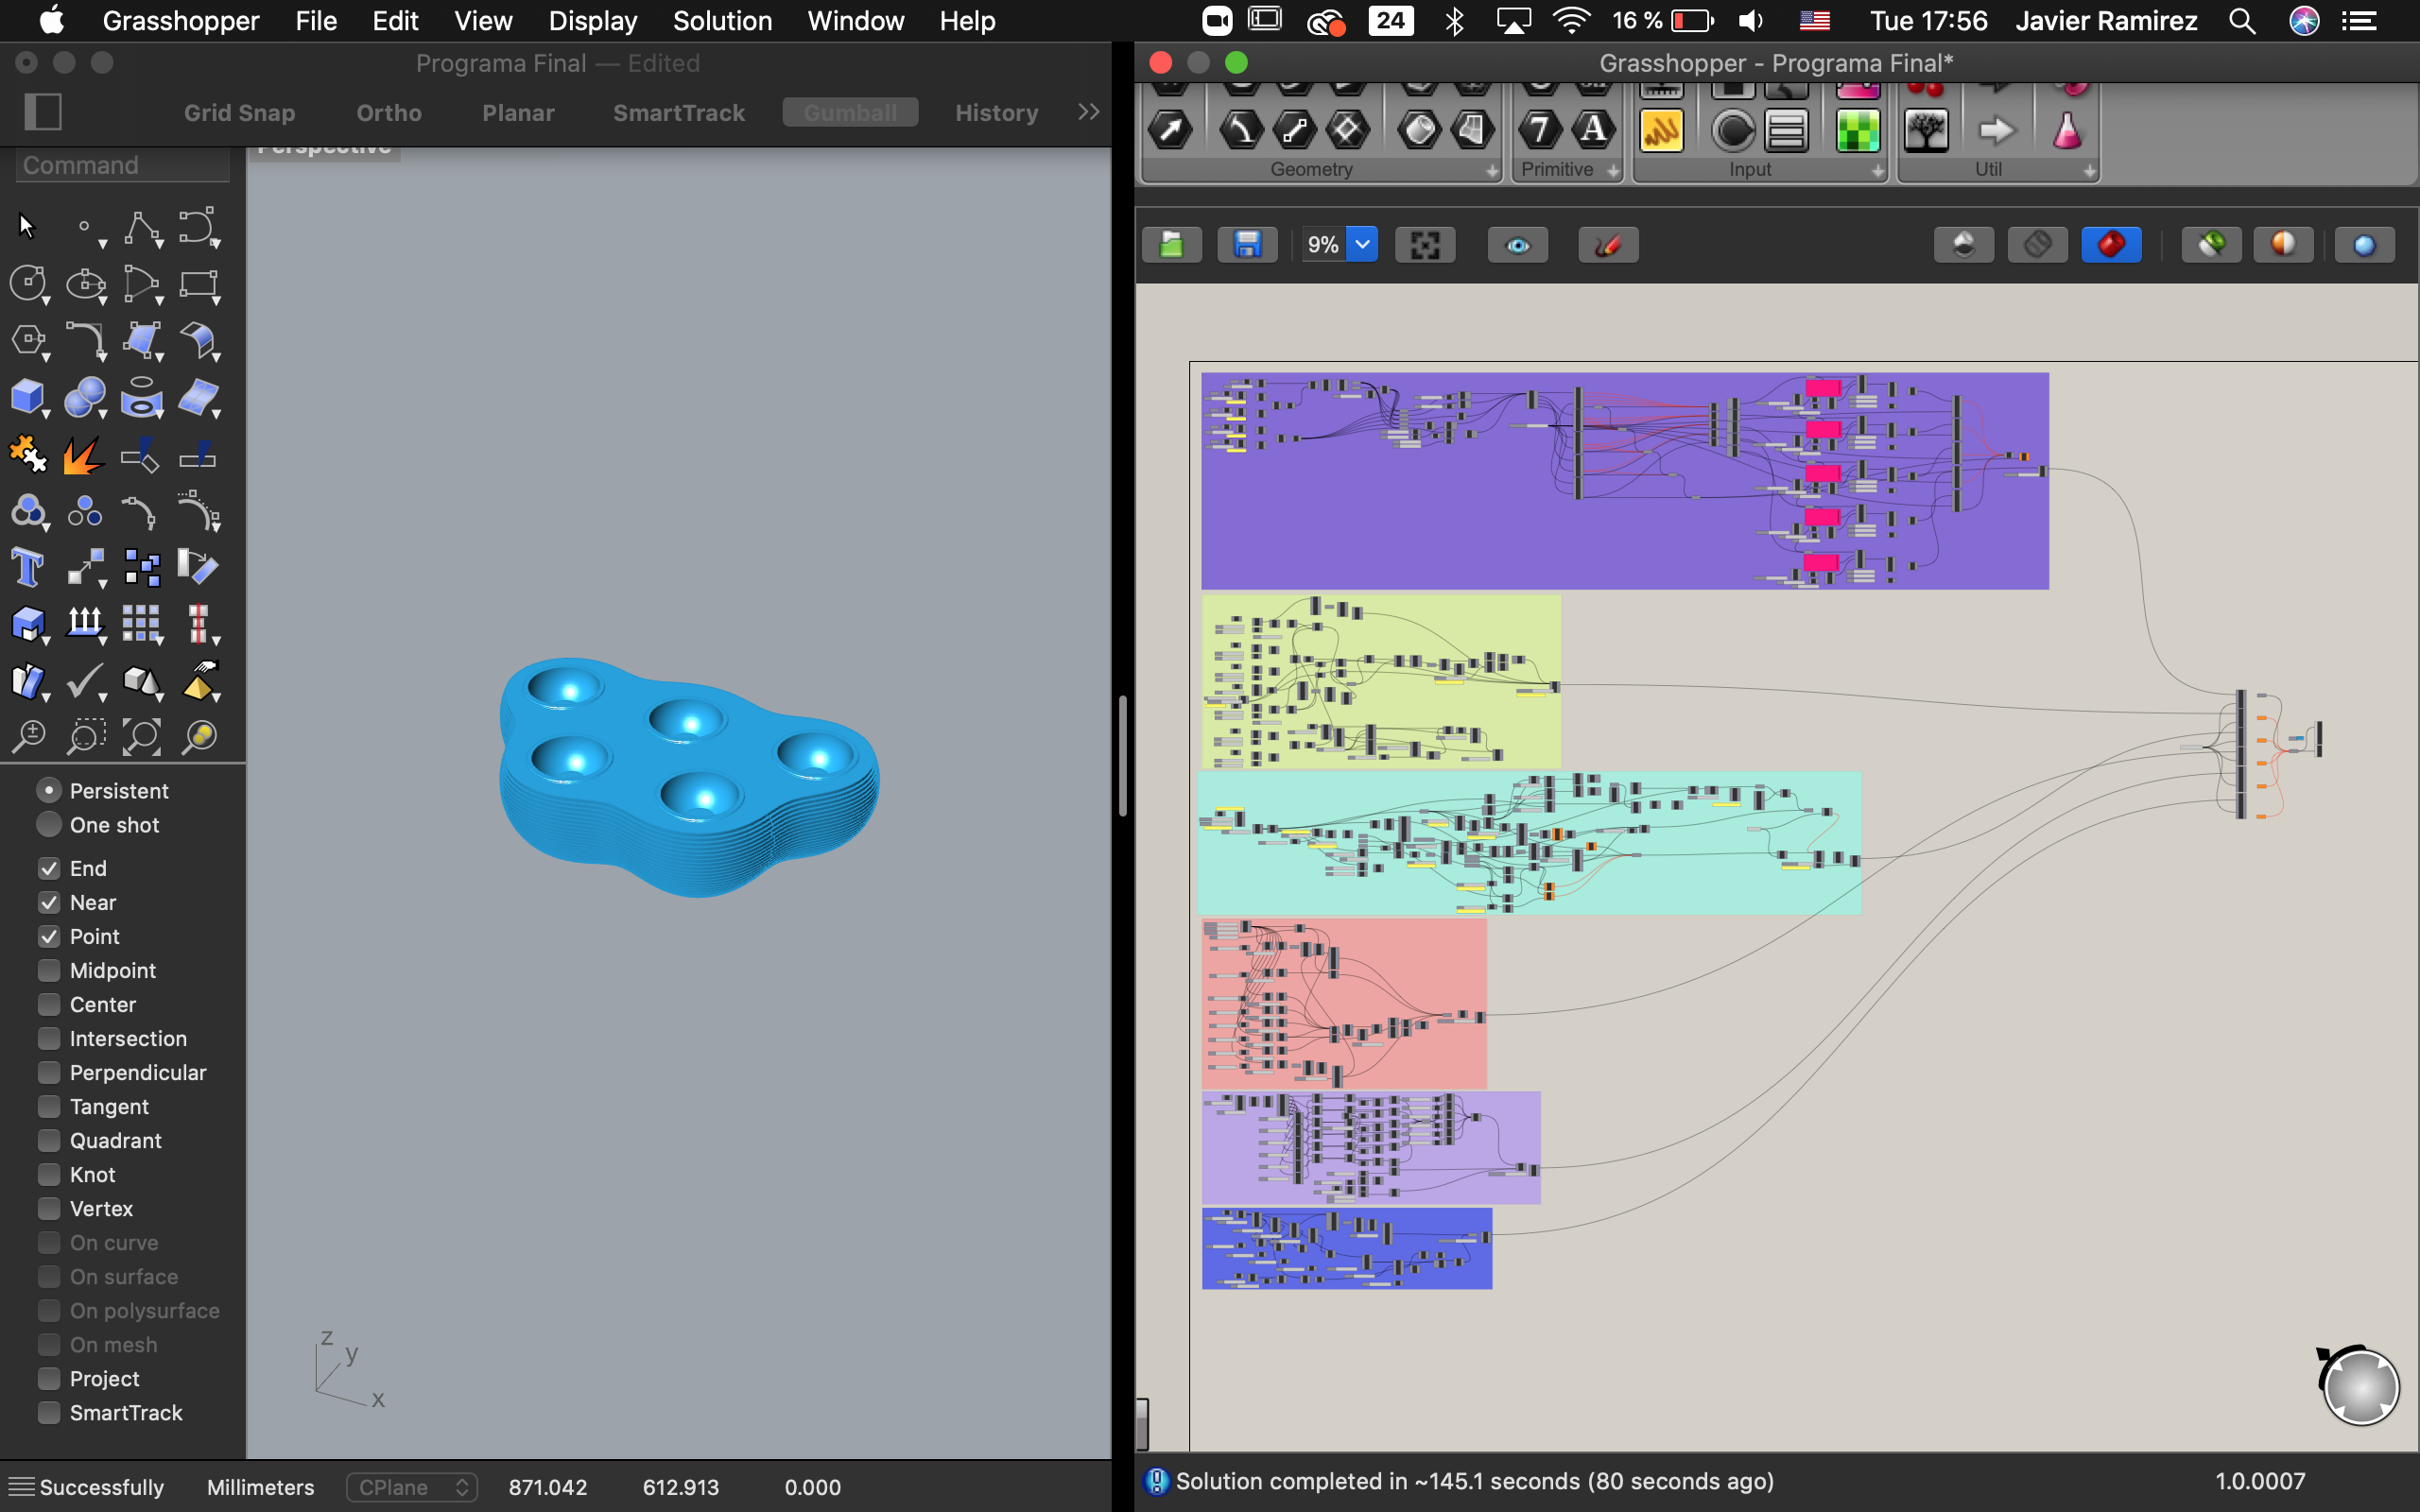 Grasshopper File Edit View Display Solution Window Help 24 16 % Tue 17:56 Javier Ramirez
Programa Final — Edited
Grid Snap Ortho Planar SmartTrack Gumball History
Perspective
Command
Persistent
One shot
End
Near
Point
Midpoint
Center
Intersection
Perpendicular
Tangent
Quadrant
Knot
Vertex
On curve
On surface
On polysurface
On mesh
Project
SmartTrack
z
y
x
Successfully Millimeters CPlane 871.042 612.913 0.000
Grasshopper - Programa Final*
7 A
Geometry Primitive Input Util
9%
Solution completed in ~145.1 seconds (80 seconds ago) 1.0.0007